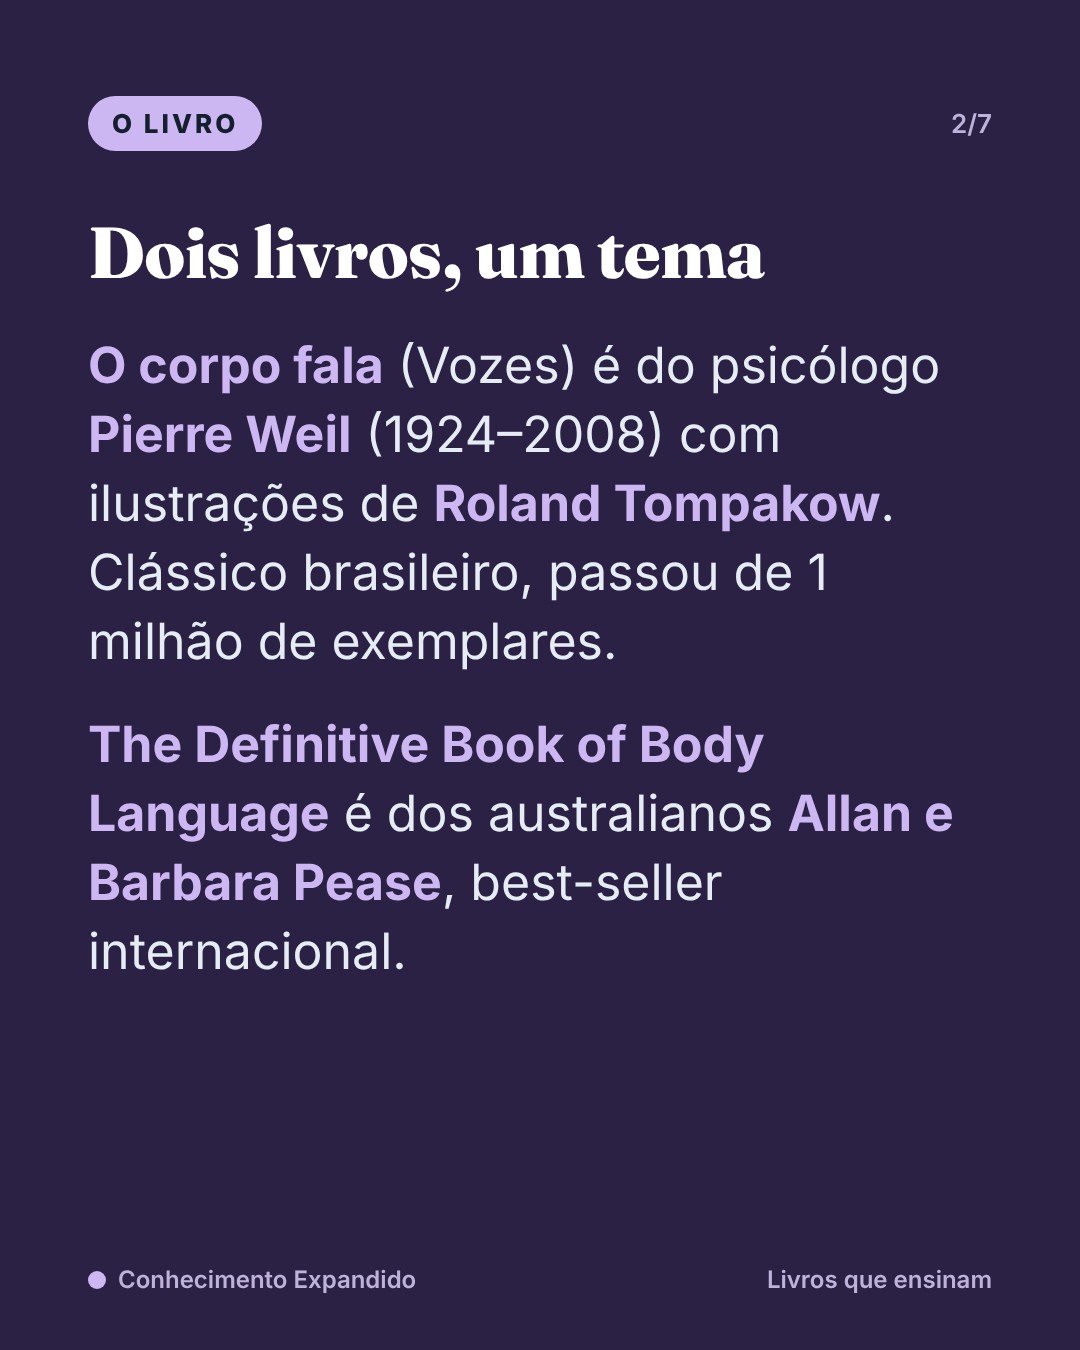 O LIVRO
2/7
Dois livros, um tema
O corpo fala (Vozes) é do psicólogo
Pierre Weil (1924–2008) com
ilustrações de Roland Tompakow.
Clássico brasileiro, passou de 1
milhão de exemplares.
The Definitive Book of Body
Language é dos australianos Allan e
Barbara Pease, best-seller
internacional.
Conhecimento Expandido
Livros que ensinam